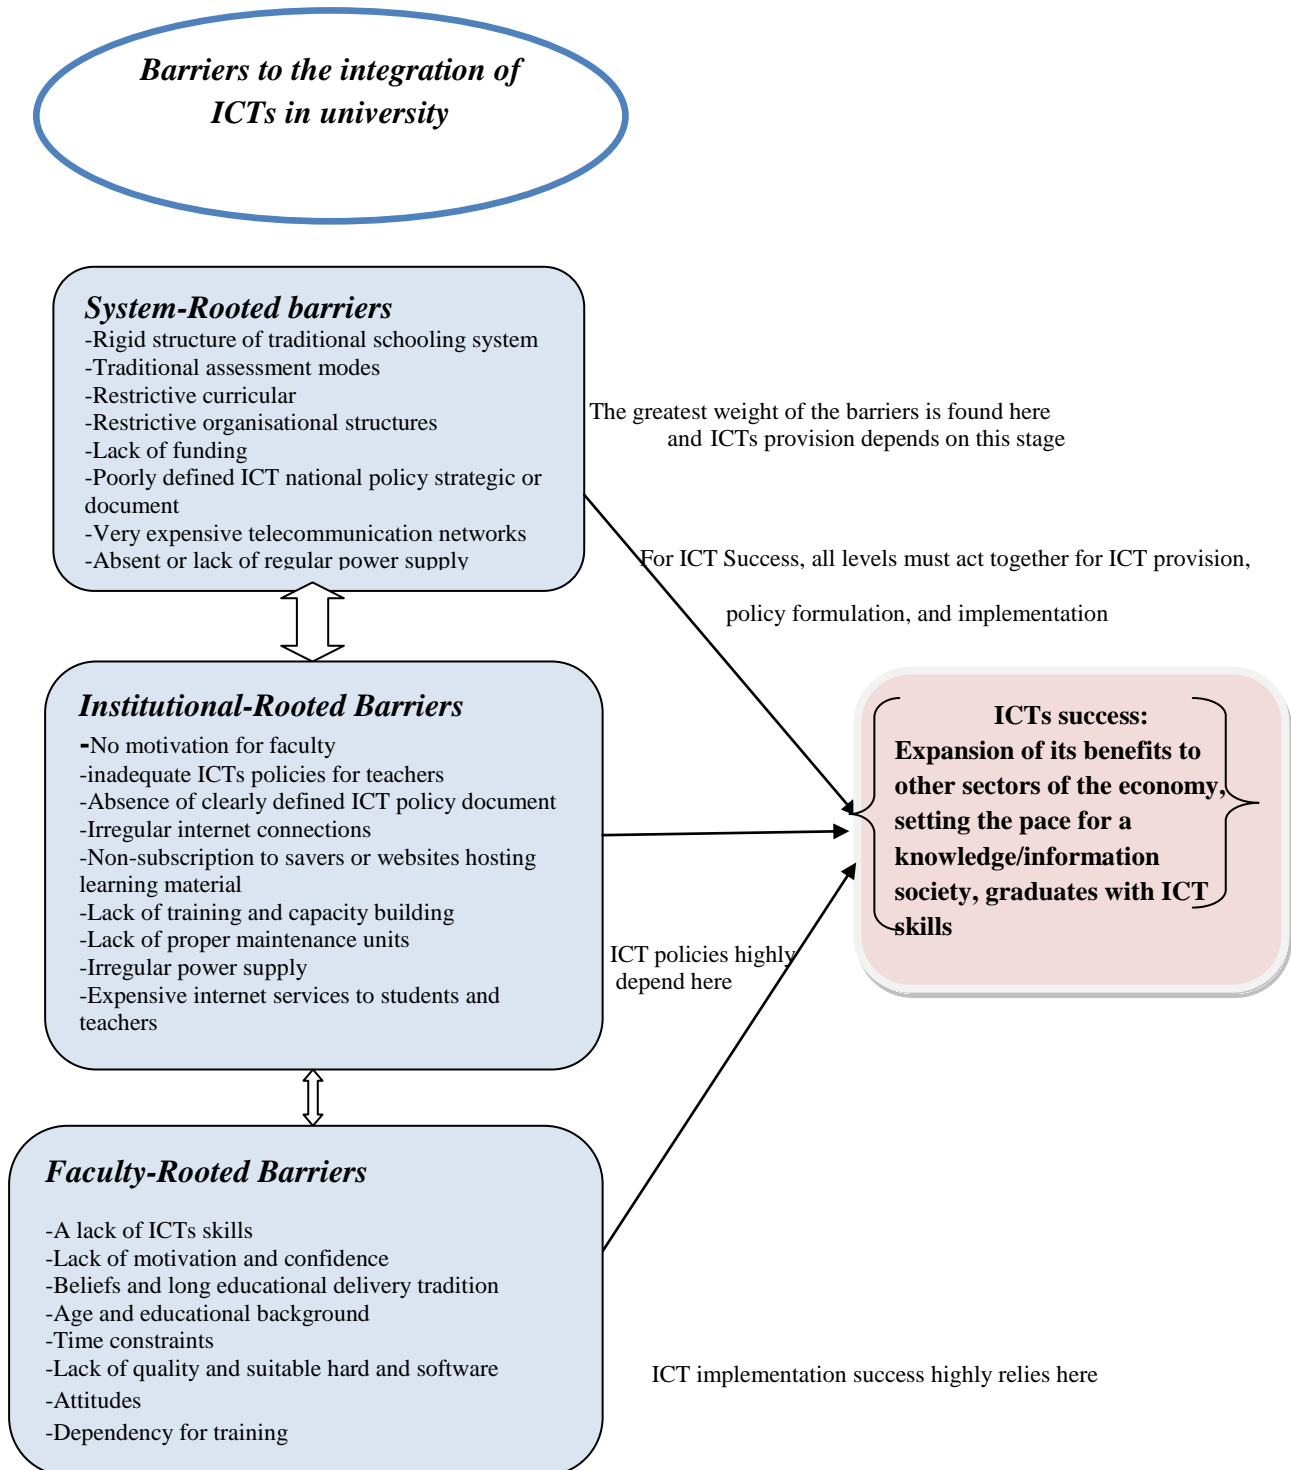 Barriers to the integration of
ICTs in university
System-Rooted barriers
-Rigid structure of traditional schooling system
-Traditional assessment modes
-Restrictive curricular
-Restrictive organisational structures
-Lack of funding
-Poorly defined ICT national policy strategic or
document
-Very expensive telecommunication networks
-Absent or lack of regular power supply
The greatest weight of the barriers is found here
and ICTs provision depends on this stage
For ICT Success, all levels must act together for ICT provision,
policy formulation, and implementation
Institutional-Rooted Barriers
-No motivation for faculty
-inadequate ICTs policies for teachers
-Absence of clearly defined ICT policy document
-Irregular internet connections
-Non-subscription to savers or websites hosting
learning material
-Lack of training and capacity building
-Lack of proper maintenance units
-Irregular power supply
-Expensive internet services to students and
teachers
ICTs success:
Expansion of its benefits to
other sectors of the economy,
setting the pace for a
knowledge/information
society, graduates with ICT
skills
ICT policies highly
depend here
Faculty-Rooted Barriers
-A lack of ICTs skills
-Lack of motivation and confidence
-Beliefs and long educational delivery tradition
-Age and educational background
-Time constraints
-Lack of quality and suitable hard and software
-Attitudes
-Dependency for training
ICT implementation success highly relies here